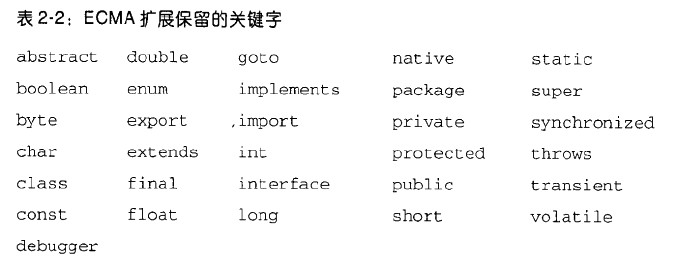 表2-2：ECMA 扩展保留的关键字
abstract double goto native static
boolean enum implements package super
byte export ,import private synchronized
char extends int protected throws
class final interface public transient
const float long short volatile
debugger